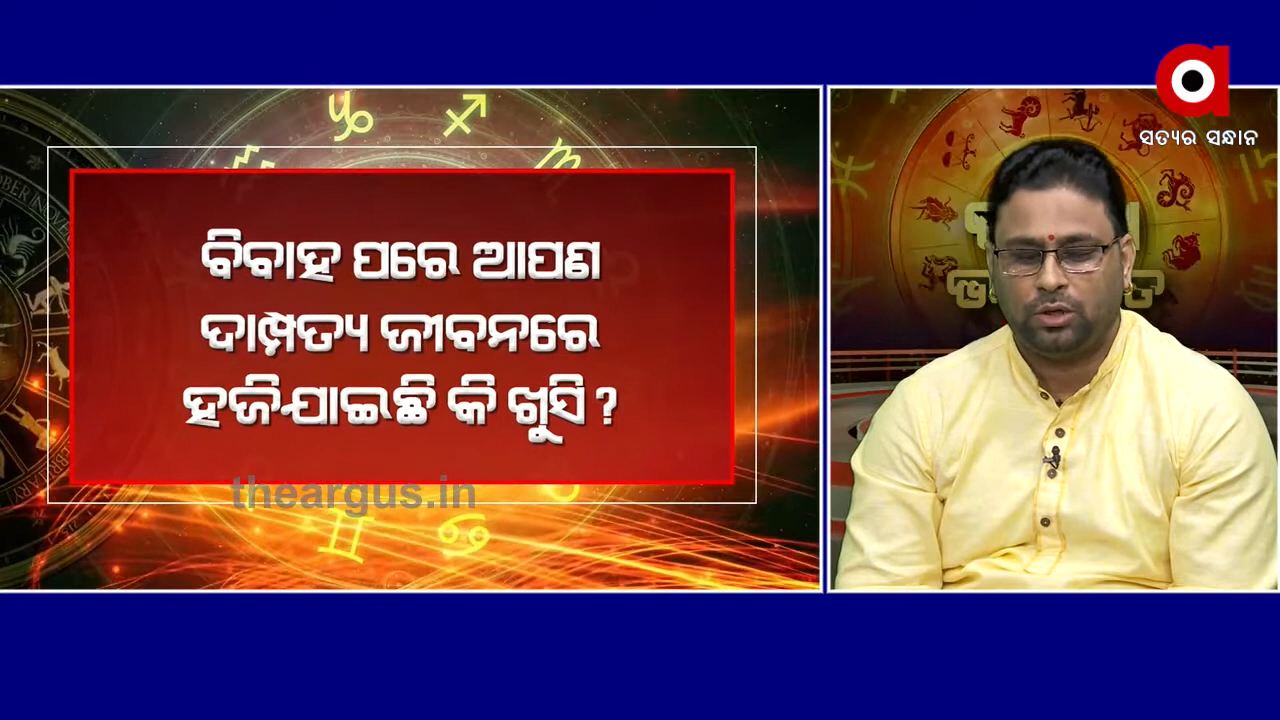 ସତ୍ୟର ସନ୍ଧାନ
ବିବାହ ପରେ ଆପଣ
ଦାମ୍ପତ୍ୟ ଜୀବନରେ
ହଜିଯାଇଛି କି ଖୁସି ?
theargus.in